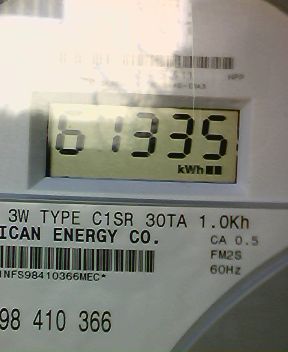 61335
kWh
3W TYPE C1SR 30TA 1.0Kh
ICAN ENERGY CO.
CA 0.5
FM2S
60Hz
1NFS98410366MEC*
98 410 366